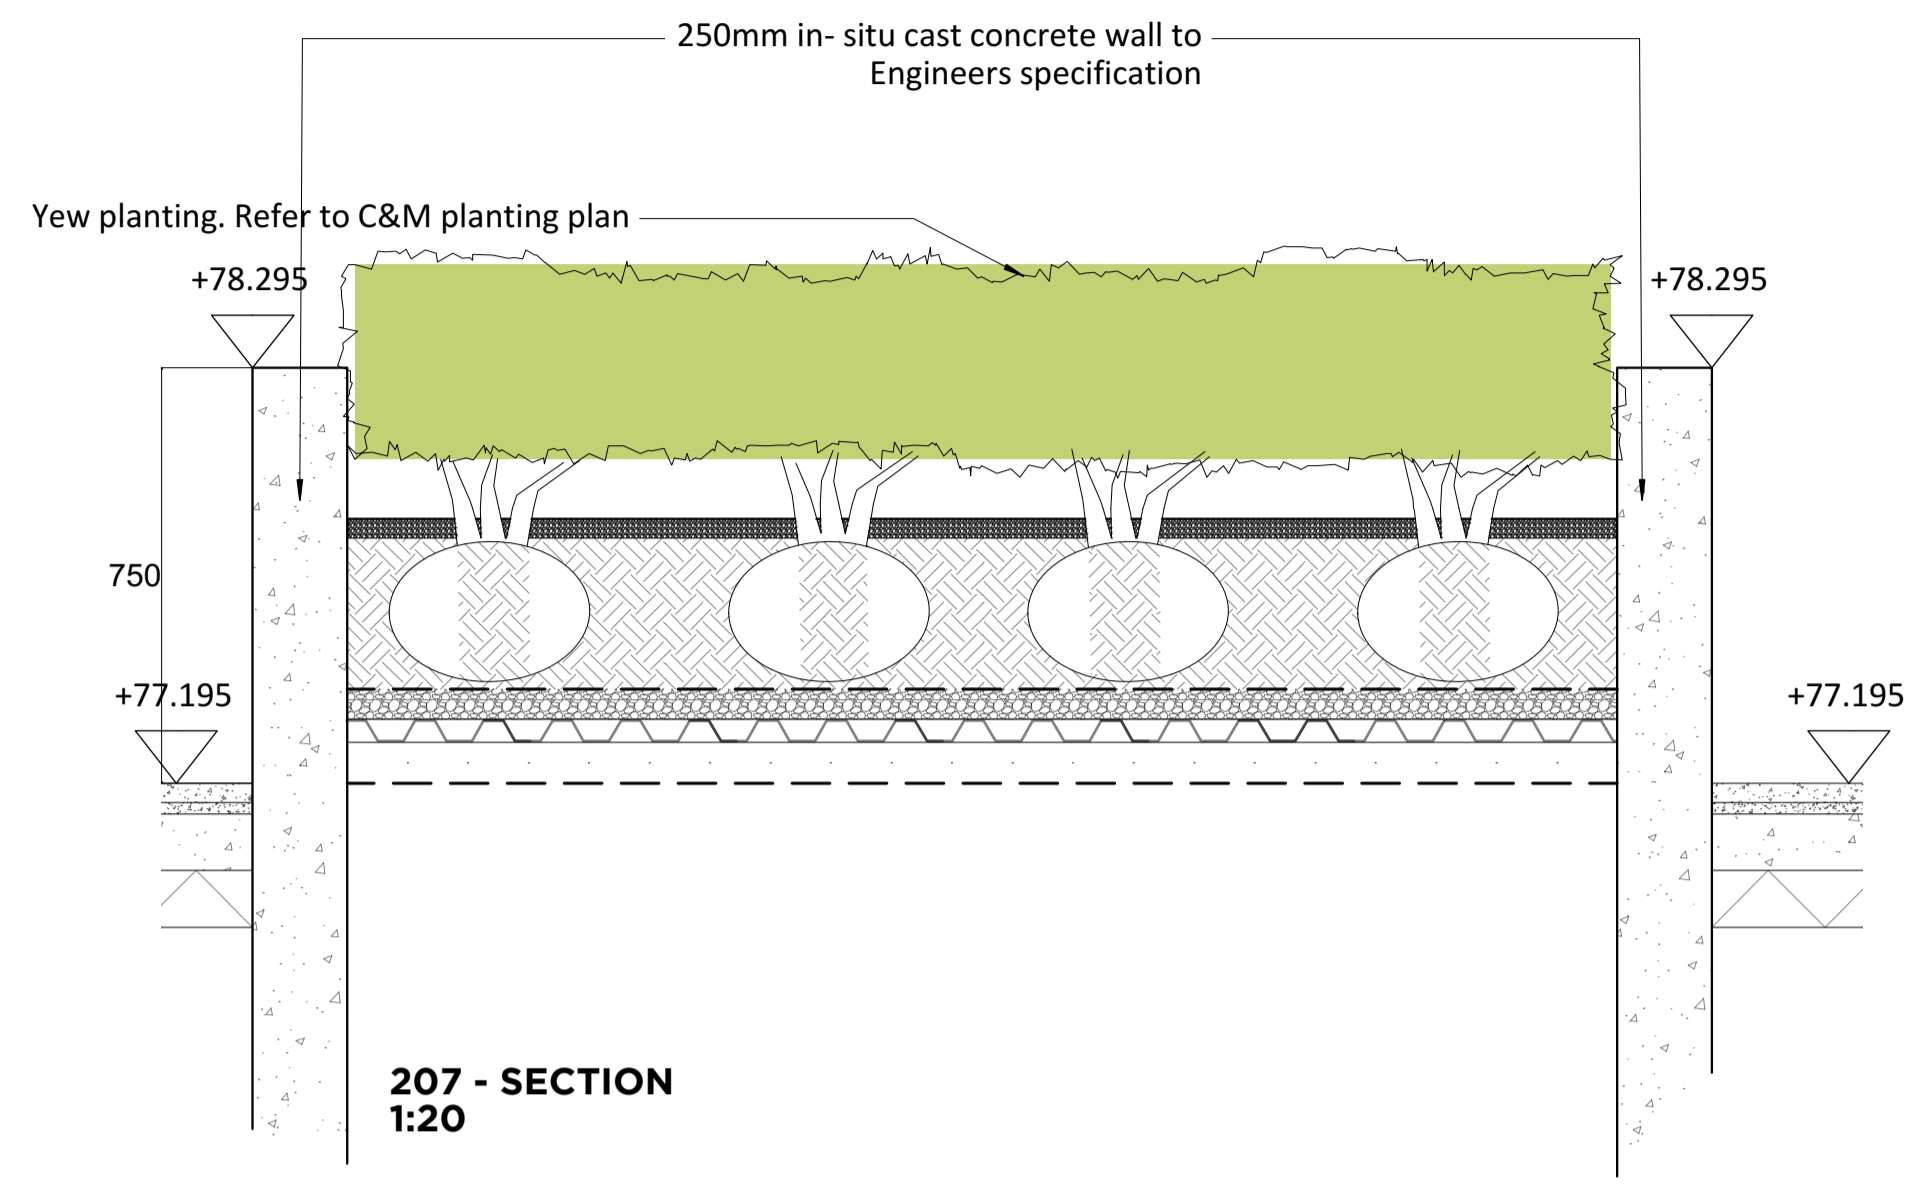 250mm in- situ cast concrete wall to
Engineers specification
Yew planting. Refer to C&M planting plan
+78.295
+78.295
750
+77.195
+77.195
207 - SECTION
1:20